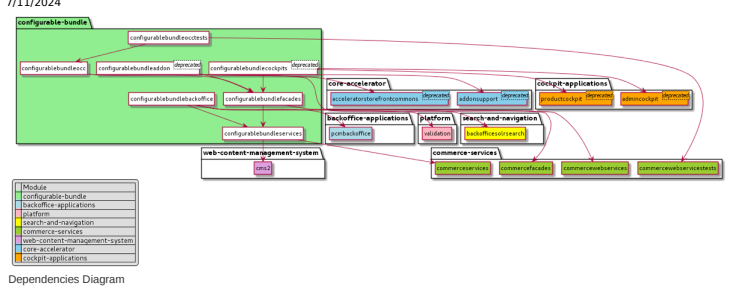 7/11/2024
configurable-bundle
configurablebundleocctests
configurablebundleocc
configurablebundleaddon
deprecated
configurablebundlecockpits
deprecated
core-accelerator
acceleratorstorefrontcommons
deprecated
addonsupport
deprecated
cockpit-applications
productcockpit
deprecated
admincockpit
deprecated
configurablebundlebackoffice
configurablebundlefacades
backoffice-applications
pcmbackoffice
platform
validation
search-and-navigation
backofficesolrsearch
configurablebundleservices
web-content-management-system
cms2
commerce-services
commerceservices
commercefacades
commercewebservices
commercewebservicestests
Module
configurable-bundle
backoffice-applications
platform
search-and-navigation
commerce-services
web-content-management-system
core-accelerator
cockpit-applications
Dependencies Diagram